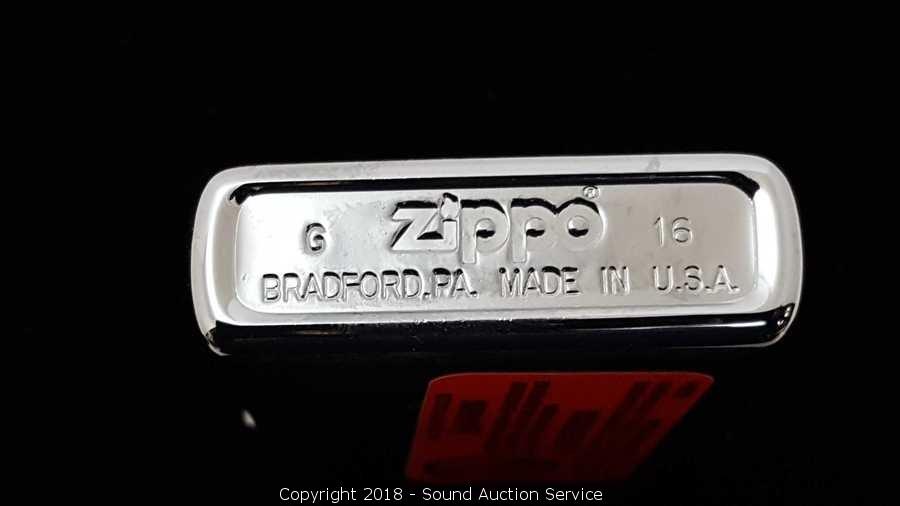 G zippo® 16
BRADFORD,PA. MADE IN U.S.A.
Copyright 2018 - Sound Auction Service